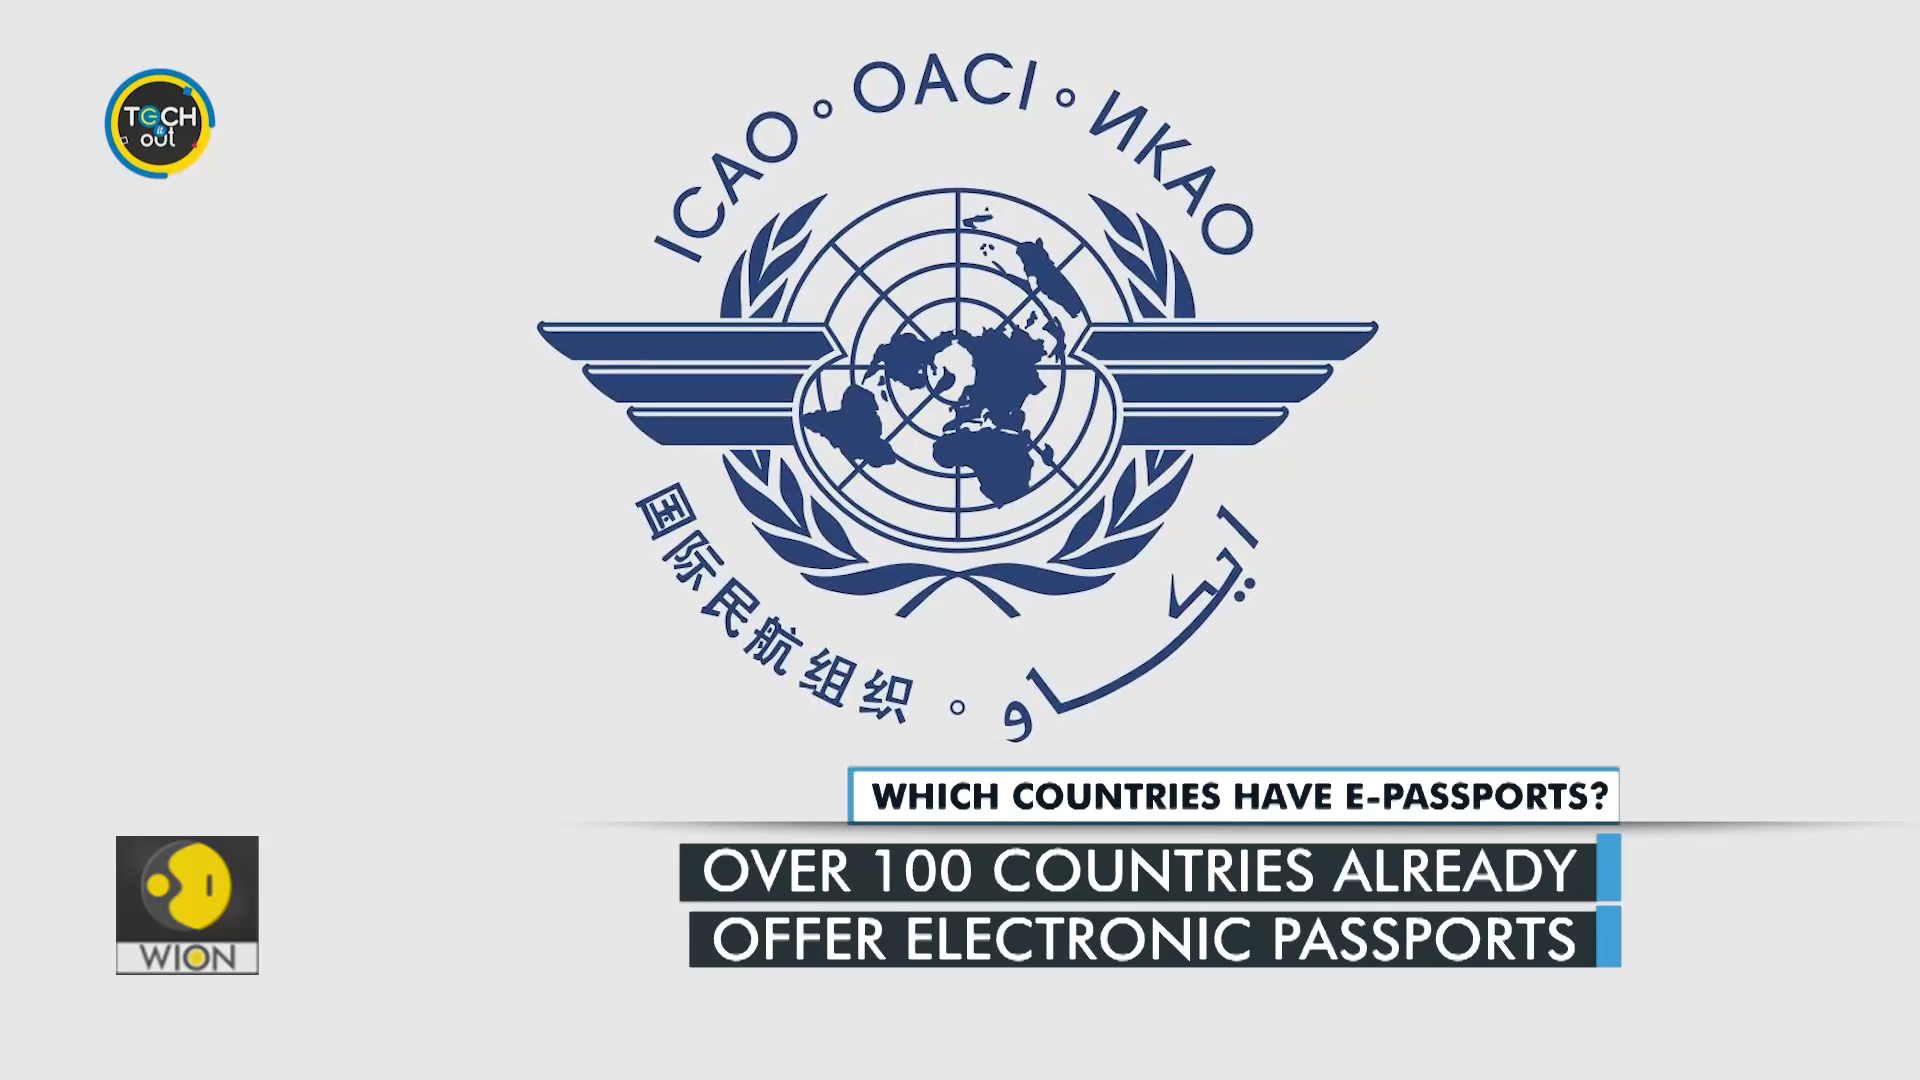 TECH
it
out
ICAO ° OACI ° ИКАО
国际民航组织 ° ايكاو
WHICH COUNTRIES HAVE E-PASSPORTS?
OVER 100 COUNTRIES ALREADY
OFFER ELECTRONIC PASSPORTS
WION